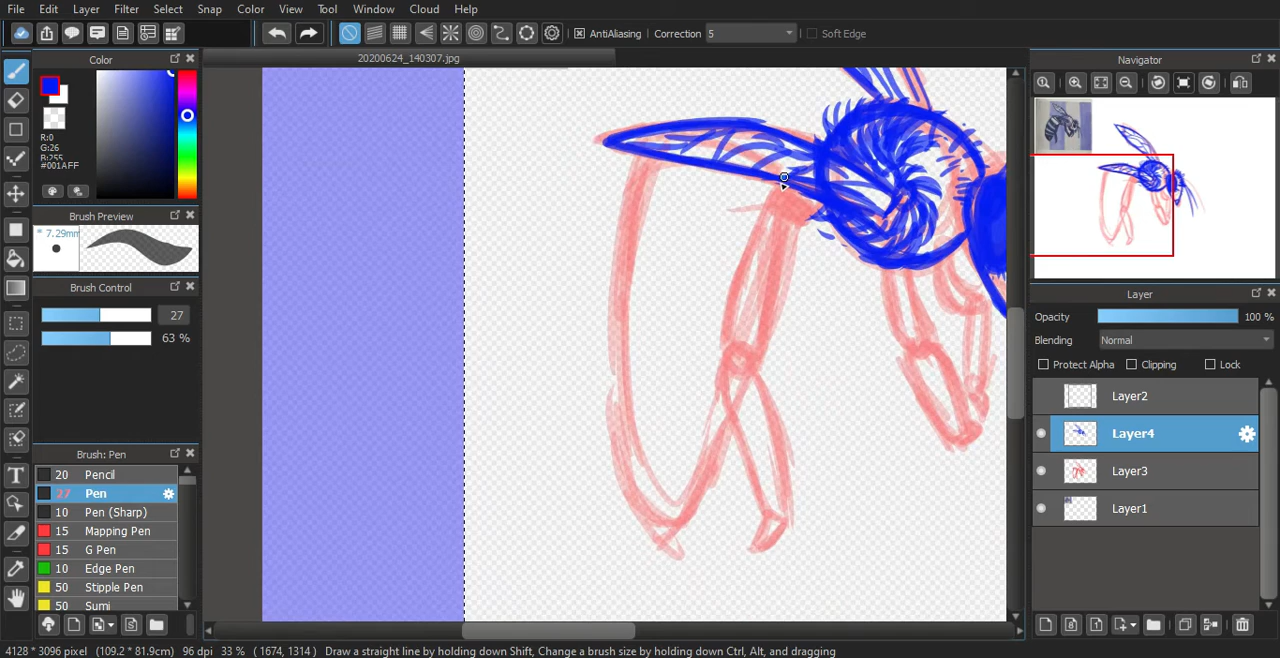 File Edit Layer Filter Select Snap Color View Tool Window Cloud Help
AntiAliasing Correction 5 Soft Edge
20200624_140307.jpg
Color
R:0
G:26
B:255
#001AFF
Brush Preview
* 7.29mm
Brush Control
27
63 %
Brush: Pen
20 Pencil
27 Pen
10 Pen (Sharp)
15 Mapping Pen
15 G Pen
10 Edge Pen
50 Stipple Pen
50 Sumi
T
Navigator
Layer
Opacity 100 %
Blending Normal
Protect Alpha Clipping Lock
Layer2
Layer4
Layer3
Layer1
4128 * 3096 pixel (109.2 * 81.9cm) 96 dpi 33 % ( 1674, 1314 ) Draw a straight line by holding down Shift, Change a brush size by holding down Ctrl, Alt, and dragging